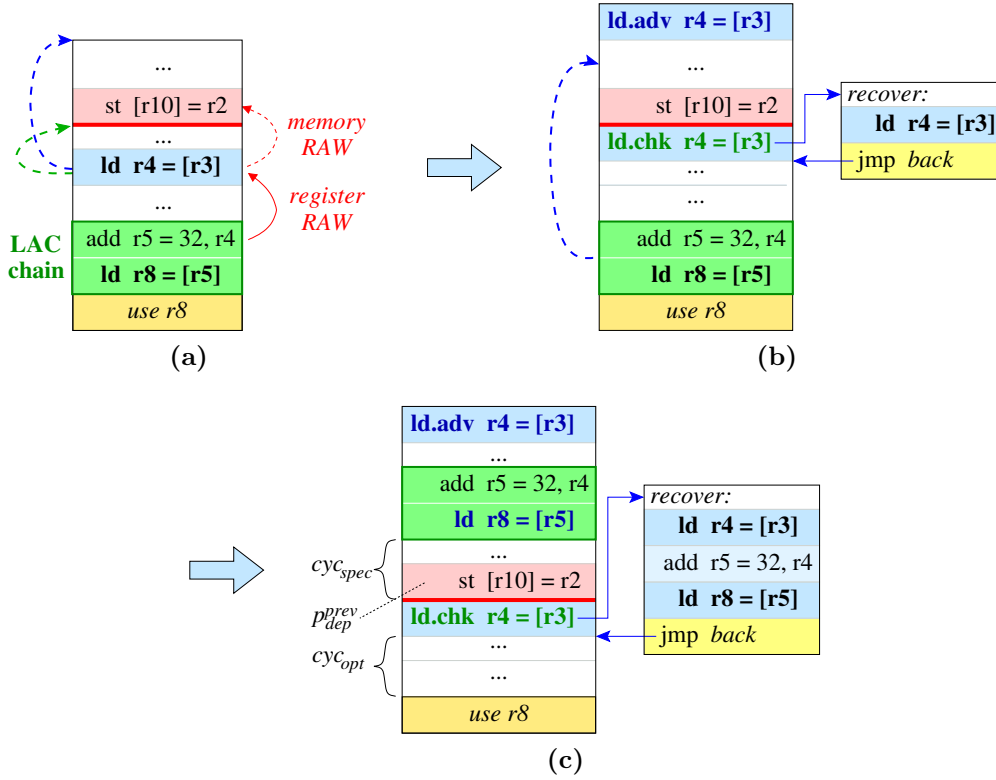 ...
st [r10] = r2
...
ld r4 = [r3]
...
add r5 = 32, r4
ld r8 = [r5]
use r8
memory
RAW
register
RAW
LAC
chain
(a)
ld.adv r4 = [r3]
...
st [r10] = r2
ld.chk r4 = [r3]
...
...
add r5 = 32, r4
ld r8 = [r5]
use r8
recover:
ld r4 = [r3]
jmp back
(b)
ld.adv r4 = [r3]
...
add r5 = 32, r4
ld r8 = [r5]
...
st [r10] = r2
ld.chk r4 = [r3]
...
...
use r8
cyc_spec
p_dep^prev
cyc_opt
recover:
ld r4 = [r3]
add r5 = 32, r4
ld r8 = [r5]
jmp back
(c)